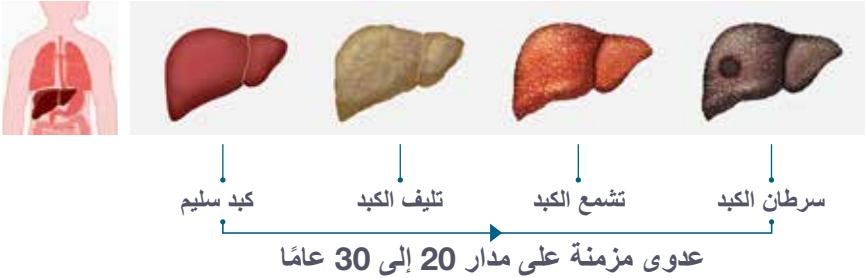 كبد سليم
تليف الكبد
تشمع الكبد
سرطان الكبد
عدوى مزمنة على مدار 20 إلى 30 عامًا